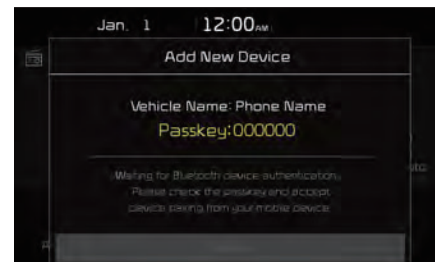 Jan. 1 12:00AM
Add New Device
Vehicle Name: Phone Name
Passkey:000000
Waiting for Bluetooth device authentication.
Please check the passkey and accept
device pairing from your mobile device.